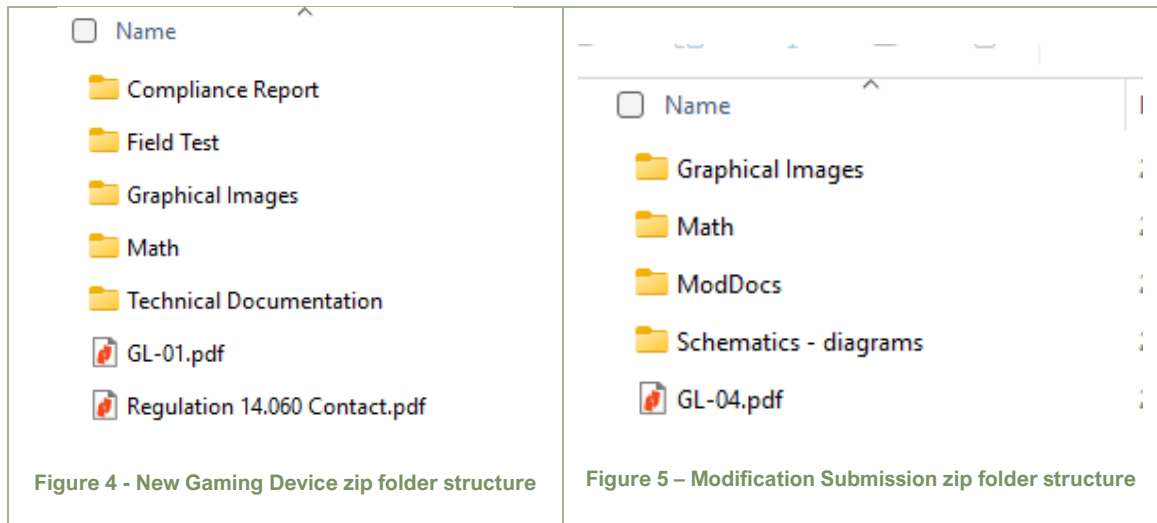 Name
Compliance Report
Field Test
Graphical Images
Math
Technical Documentation
GL-01.pdf
Regulation 14.060 Contact.pdf
Figure 4 - New Gaming Device zip folder structure
Name
Graphical Images
Math
ModDocs
Schematics - diagrams
GL-04.pdf
Figure 5 – Modification Submission zip folder structure